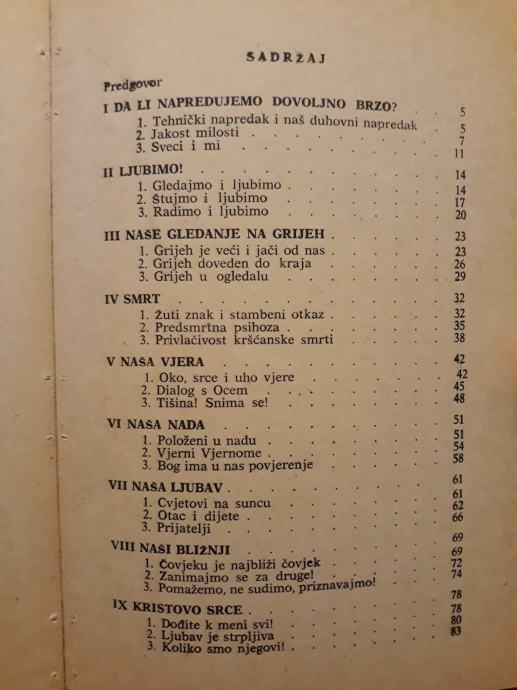 SADRŽAJ
Predgovor
I DA LI NAPREDUJEMO DOVOLJNO BRZO? 5
1. Tehnički napredak i naš duhovni napredak 5
2. Jakost milosti . . . . . . . 7
3. Sveci i mi . . . . . . . . 11
II LJUBIMO! . . . . . . . . . 14
1. Gledajmo i ljubimo . . . . . . 14
2. Štujmo i ljubimo . . . . . . 17
3. Radimo i ljubimo . . . . . . 20
III NAŠE GLEDANJE NA GRIJEH . . . . . 23
1. Grijeh je veći i jači od nas . . . . 23
2. Grijeh doveden do kraja . . . . . 26
3. Grijeh u ogledalu . . . . . . 29
IV SMRT . . . . . . . . . . 32
1. Žuti znak i stambeni otkaz . . . . 32
2. Predsmrtna psihoza . . . . . . 35
3. Privlačivost kršćanske smrti . . . . 38
V NAŠA VJERA . . . . . . . . 42
1. Oko, srce i uho vjere . . . . . 42
2. Dialog s Ocem . . . . . . . 45
3. Tišina! Snima se! . . . . . . 48
VI NAŠA NADA . . . . . . . . 51
1. Položeni u nadu . . . . . . . 51
2. Vjerni Vjernome . . . . . . . 54
3. Bog ima u nas povjerenje . . . . . 58
VII NAŠA LJUBAV . . . . . . . . 61
1. Cvjetovi na suncu . . . . . . 61
2. Otac i dijete . . . . . . . . 62
3. Prijatelji . . . . . . . . . 66
VIII NAŠI BLIŽNJI . . . . . . . . 69
1. Čovjeku je najbliži čovjek . . . . . 69
2. Zanimajmo se za druge! . . . . . 72
3. Pomažemo, ne sudimo, priznavajmo! . . . 74
IX KRISTOVO SRCE . . . . . . . 78
1. Dođitu k meni svi! . . . . . . 78
2. Ljubav je strpljiva . . . . . . 80
3. Koliko smo njegovi! . . . . . . 83